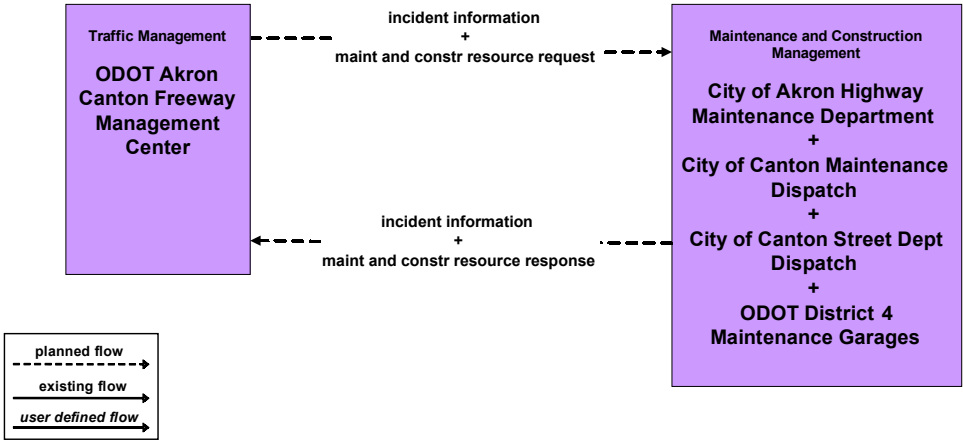 Traffic Management
ODOT Akron
Canton Freeway
Management
Center
incident information
+
maint and constr resource request
Maintenance and Construction
Management
City of Akron Highway
Maintenance Department
+
City of Canton Maintenance
Dispatch
+
City of Canton Street Dept
Dispatch
+
ODOT District 4
Maintenance Garages
incident information
+
maint and constr resource response
planned flow
existing flow
user defined flow